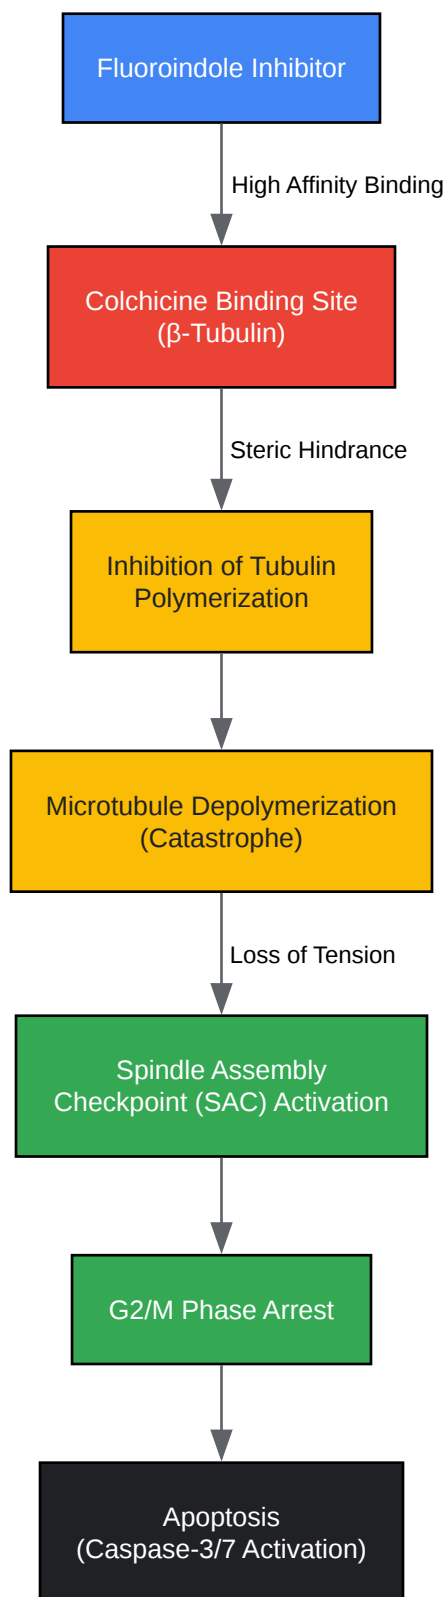 Fluoroindole Inhibitor
High Affinity Binding
Colchicine Binding Site
(β-Tubulin)
Steric Hindrance
Inhibition of Tubulin
Polymerization
Microtubule Depolymerization
(Catastrophe)
Loss of Tension
Spindle Assembly
Checkpoint (SAC) Activation
G2/M Phase Arrest
Apoptosis
(Caspase-3/7 Activation)